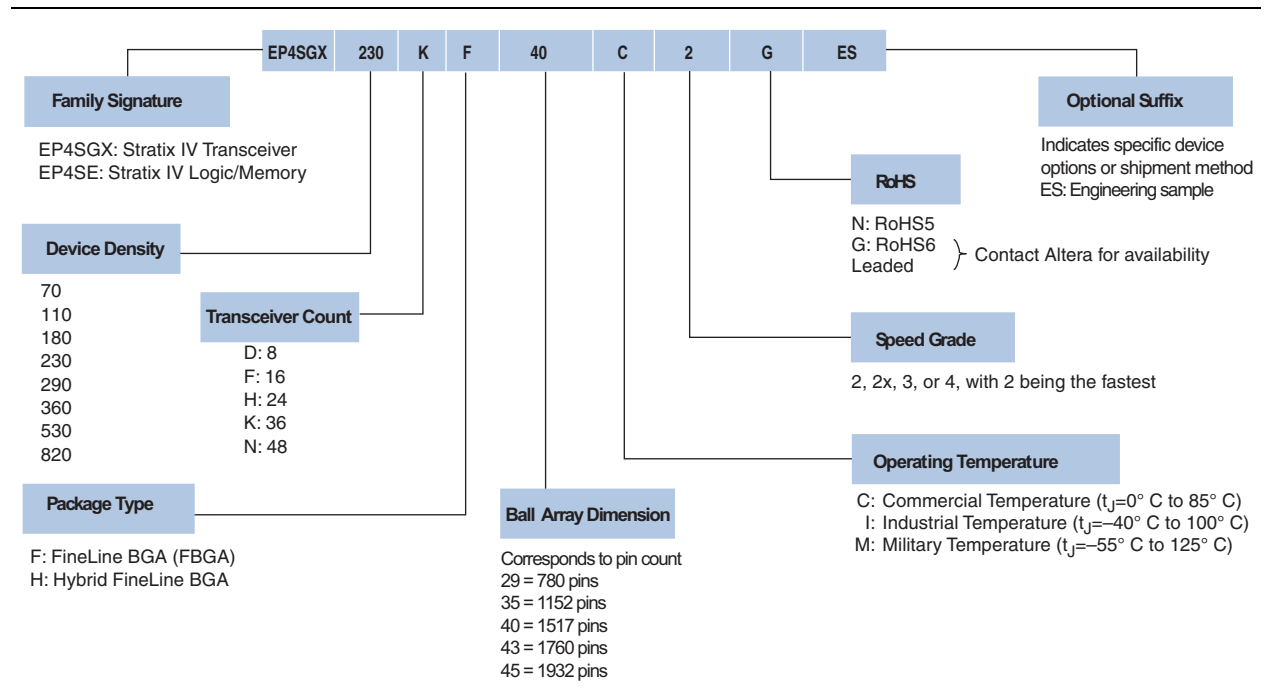 EP4SGX 230 K F 40 C 2 G ES
Family Signature
EP4SGX: Stratix IV Transceiver
EP4SE: Stratix IV Logic/Memory
Optional Suffix
Indicates specific device
options or shipment method
ES: Engineering sample
RoHS
N: RoHS5
G: RoHS6
Leaded
Contact Altera for availability
Device Density
70
110
180
230
290
360
530
820
Transceiver Count
D: 8
F: 16
H: 24
K: 36
N: 48
Speed Grade
2, 2x, 3, or 4, with 2 being the fastest
Operating Temperature
C: Commercial Temperature (tJ=0° C to 85° C)
I: Industrial Temperature (tJ=–40° C to 100° C)
M: Military Temperature (tJ=–55° C to 125° C)
Package Type
F: FineLine BGA (FBGA)
H: Hybrid FineLine BGA
Ball Array Dimension
Corresponds to pin count
29 = 780 pins
35 = 1152 pins
40 = 1517 pins
43 = 1760 pins
45 = 1932 pins